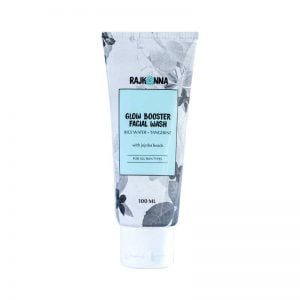 RAJKONNA
GLOW BOOSTER
FACIAL WASH
RICE WATER + TANGERINE
with jojoba beads
FOR ALL SKIN TYPES
100 ML